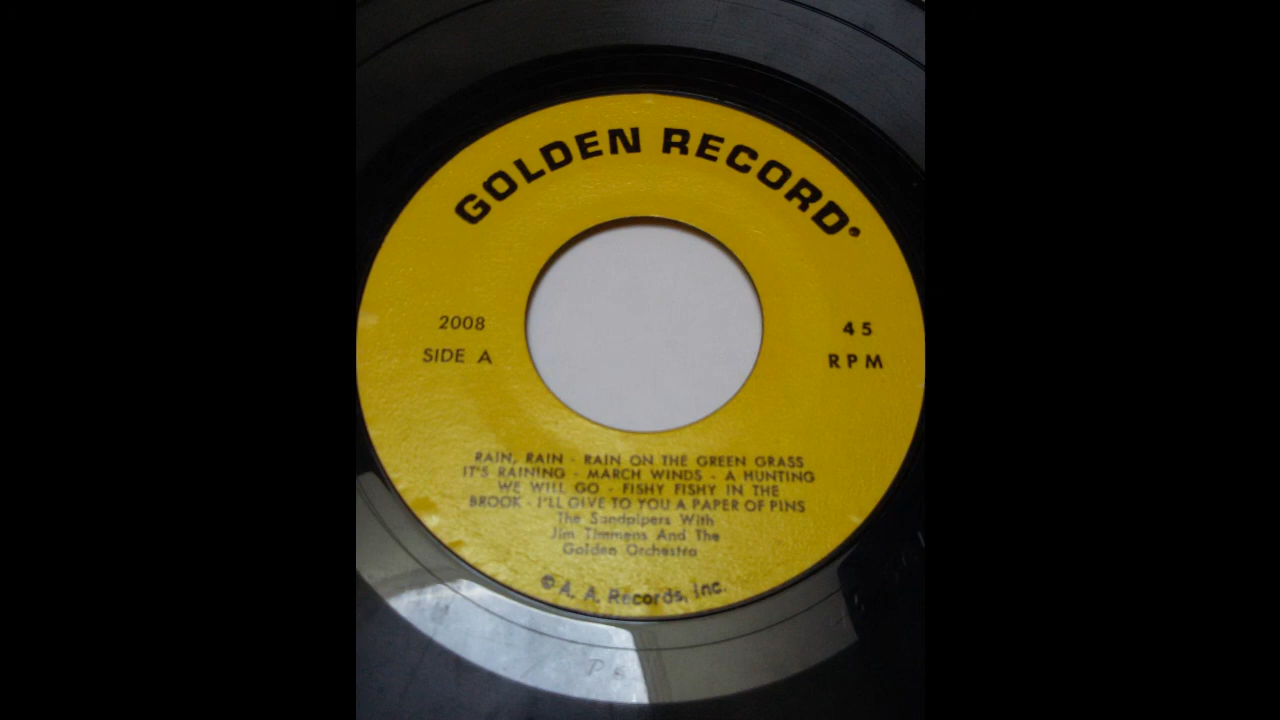 GOLDEN RECORD®
2008
SIDE A
45
RPM
RAIN, RAIN - RAIN ON THE GREEN GRASS
IT'S RAINING - MARCH WINDS - A HUNTING
WE WILL GO - FISHY FISHY IN THE
BROOK - I'LL GIVE TO YOU A PAPER OF PINS
The Sandpipers With
Jim Timmens And The
Golden Orchestra
© A. A. Records, Inc.